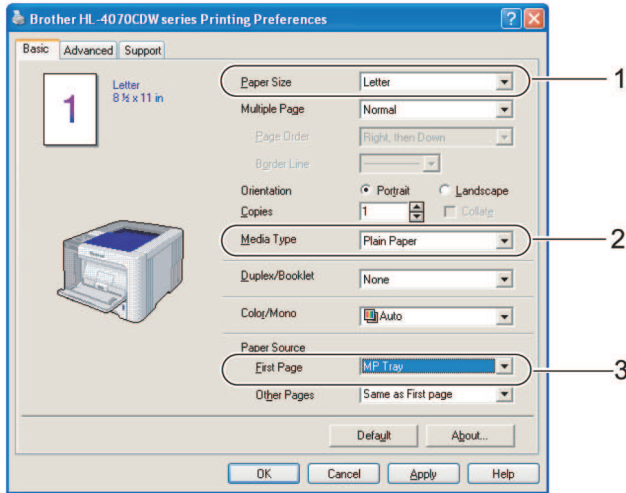 Brother HL-4070CDW series Printing Preferences
Basic Advanced Support
Letter
8 ½ x 11 in
1
Paper Size Letter 1
Multiple Page Normal
Page Order Right, then Down
Border Line
Orientation Portrait Landscape
Copies 1 Collate
Media Type Plain Paper 2
Duplex/Booklet None
Color/Mono Auto
Paper Source
First Page MP Tray 3
Other Pages Same as First page
Default About...
OK Cancel Apply Help